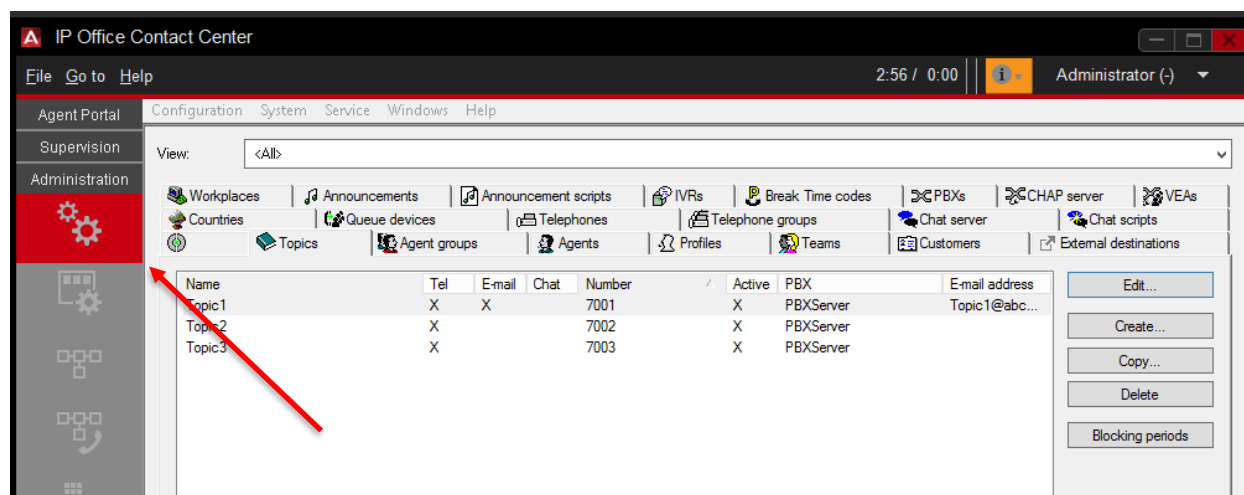 IP Office Contact Center
File Go to Help 2:56 / 0:00 Administrator (-)
Agent Portal Configuration System Service Windows Help
Supervision
View: <All>
Administration
Workplaces Announcements Announcement scripts IVRs Break Time codes PBXs CHAP server VEAs
Countries Queue devices Telephones Telephone groups Chat server Chat scripts
Topics Agent groups Agents Profiles Teams Customers External destinations
Name Tel E-mail Chat Number Active PBX E-mail address Edit...
Topic1 X X 7001 X PBXServer Topic1@abc...
Topic2 X 7002 X PBXServer Create...
Topic3 X 7003 X PBXServer
Copy...
Delete
Blocking periods